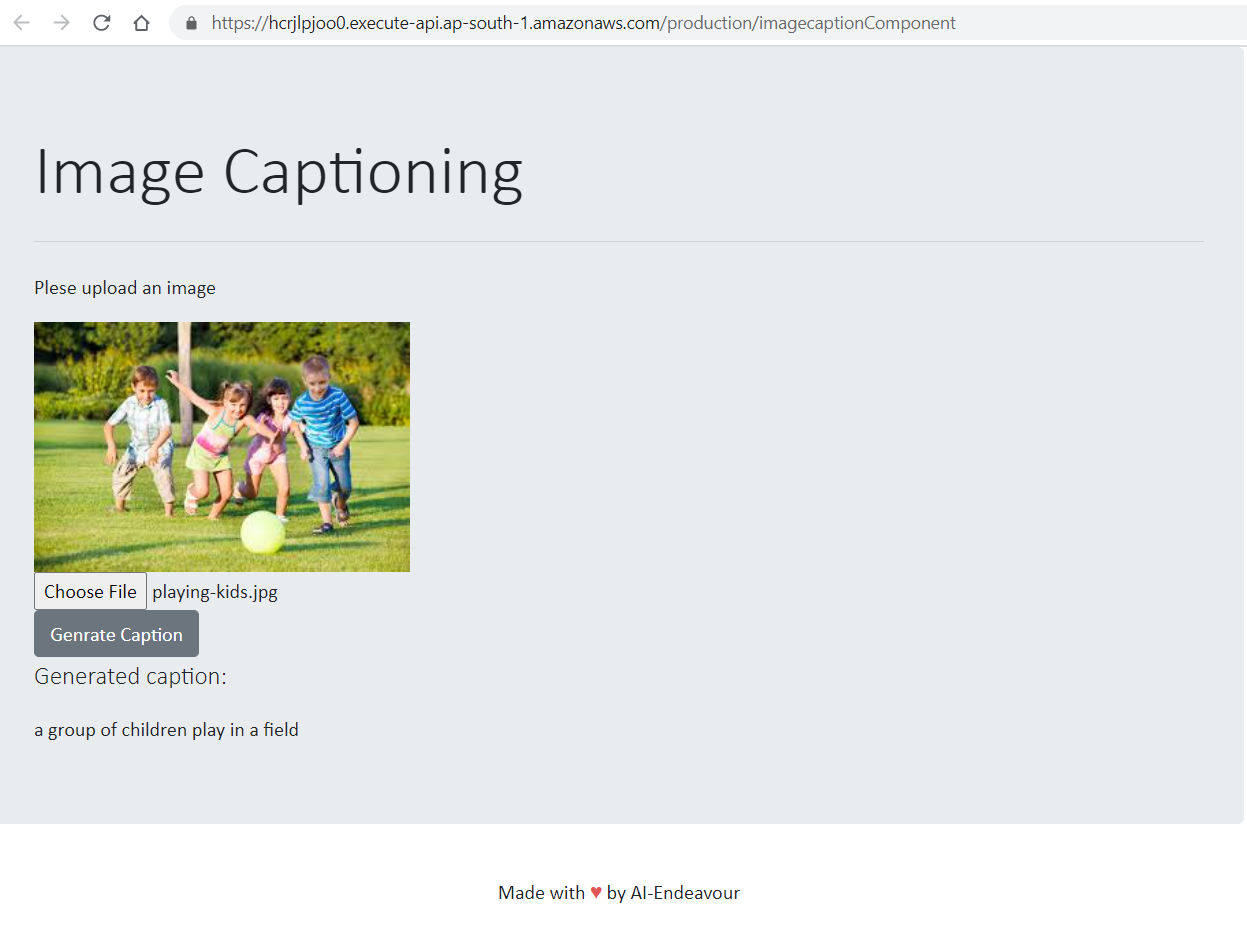 https://hcrjlpjoo0.execute-api.ap-south-1.amazonaws.com/production/imagecaptionComponent
Image Captioning
Plese upload an image
Choose File playing-kids.jpg
Genrate Caption
Generated caption:
a group of children play in a field
Made with ♥ by AI-Endeavour